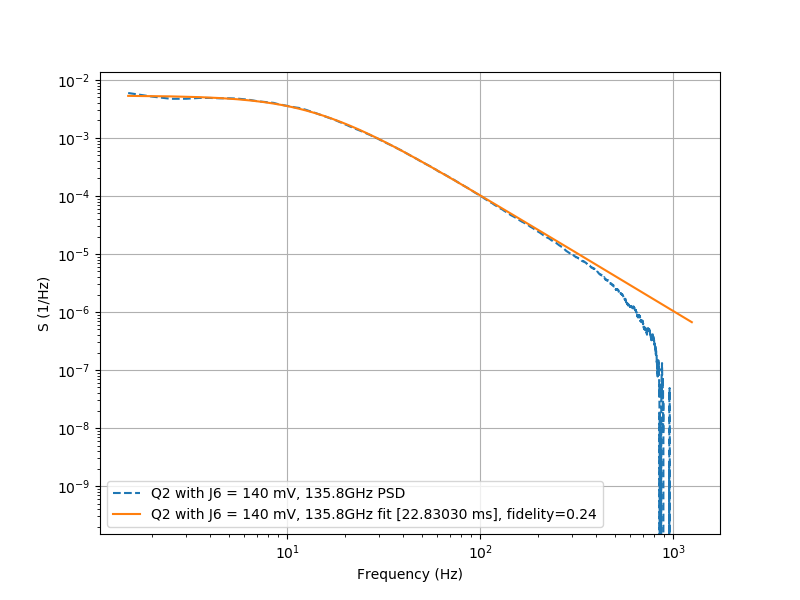 10⁻²
10⁻³
10⁻⁴
10⁻⁵
10⁻⁶
10⁻⁷
10⁻⁸
10⁻⁹
S (1/Hz)
Q2 with J6 = 140 mV, 135.8GHz PSD
Q2 with J6 = 140 mV, 135.8GHz fit [22.83030 ms], fidelity=0.24
10¹ 10² 10³
Frequency (Hz)